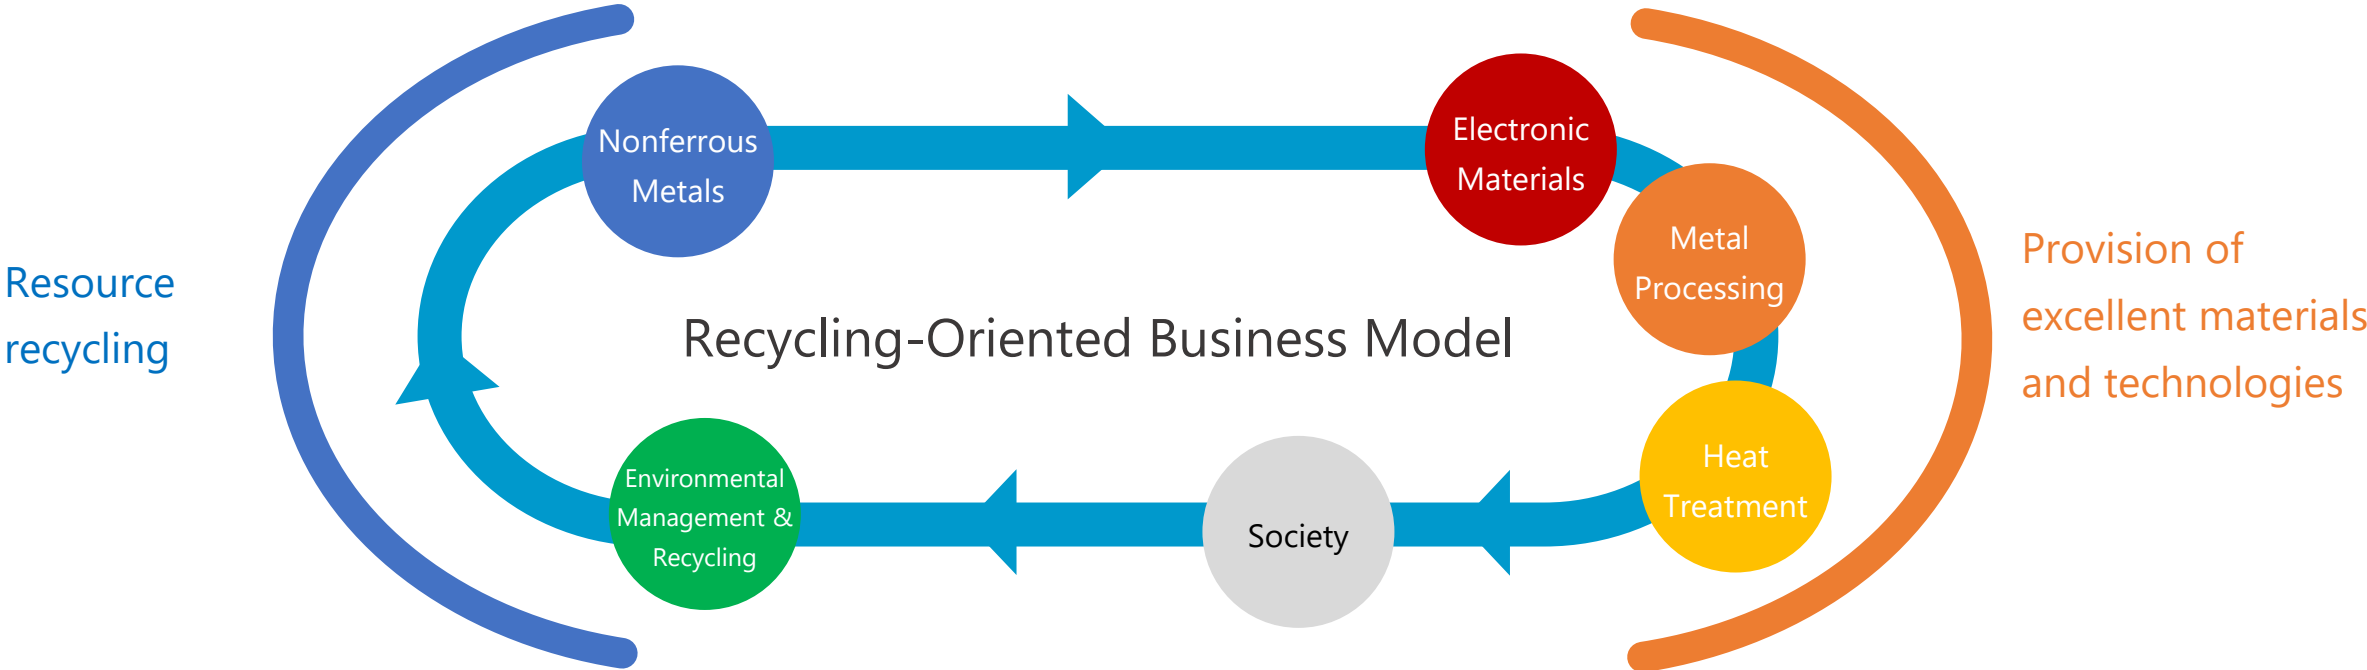 Resource
recycling
Nonferrous
Metals
Electronic
Materials
Metal
Processing
Heat
Treatment
Society
Environmental
Management &
Recycling
Recycling-Oriented Business Model
Provision of
excellent materials
and technologies